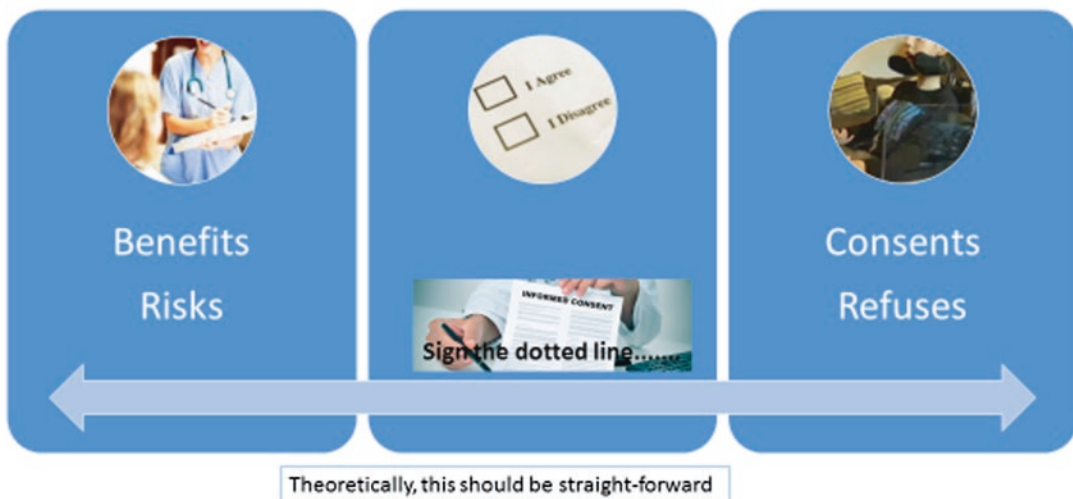 Benefits
Risks
I Agree
I Disagree
INFORMED CONSENT
Sign the dotted line.......
Consents
Refuses
Theoretically, this should be straight-forward